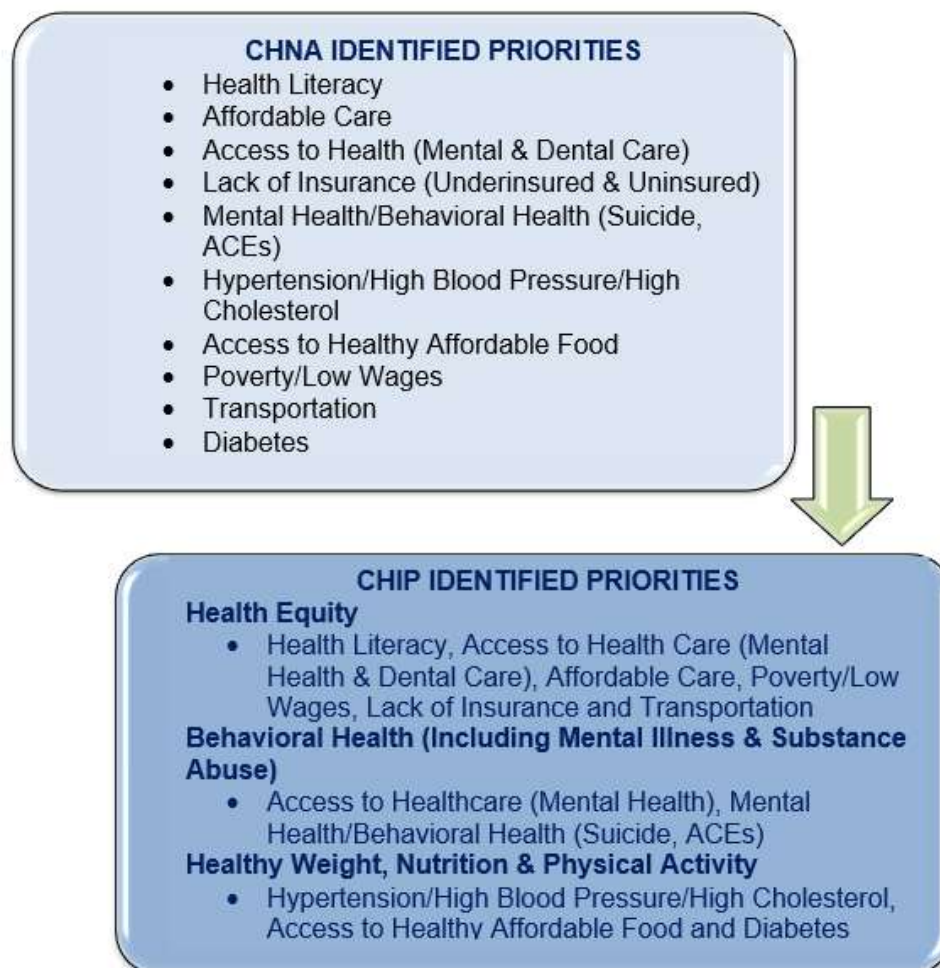 CHNA IDENTIFIED PRIORITIES
• Health Literacy
• Affordable Care
• Access to Health (Mental & Dental Care)
• Lack of Insurance (Underinsured & Uninsured)
• Mental Health/Behavioral Health (Suicide,
ACEs)
• Hypertension/High Blood Pressure/High
Cholesterol
• Access to Healthy Affordable Food
• Poverty/Low Wages
• Transportation
• Diabetes
CHIP IDENTIFIED PRIORITIES
Health Equity
• Health Literacy, Access to Health Care (Mental
Health & Dental Care), Affordable Care, Poverty/Low
Wages, Lack of Insurance and Transportation
Behavioral Health (Including Mental Illness & Substance
Abuse)
• Access to Healthcare (Mental Health), Mental
Health/Behavioral Health (Suicide, ACEs)
Healthy Weight, Nutrition & Physical Activity
• Hypertension/High Blood Pressure/High Cholesterol,
Access to Healthy Affordable Food and Diabetes